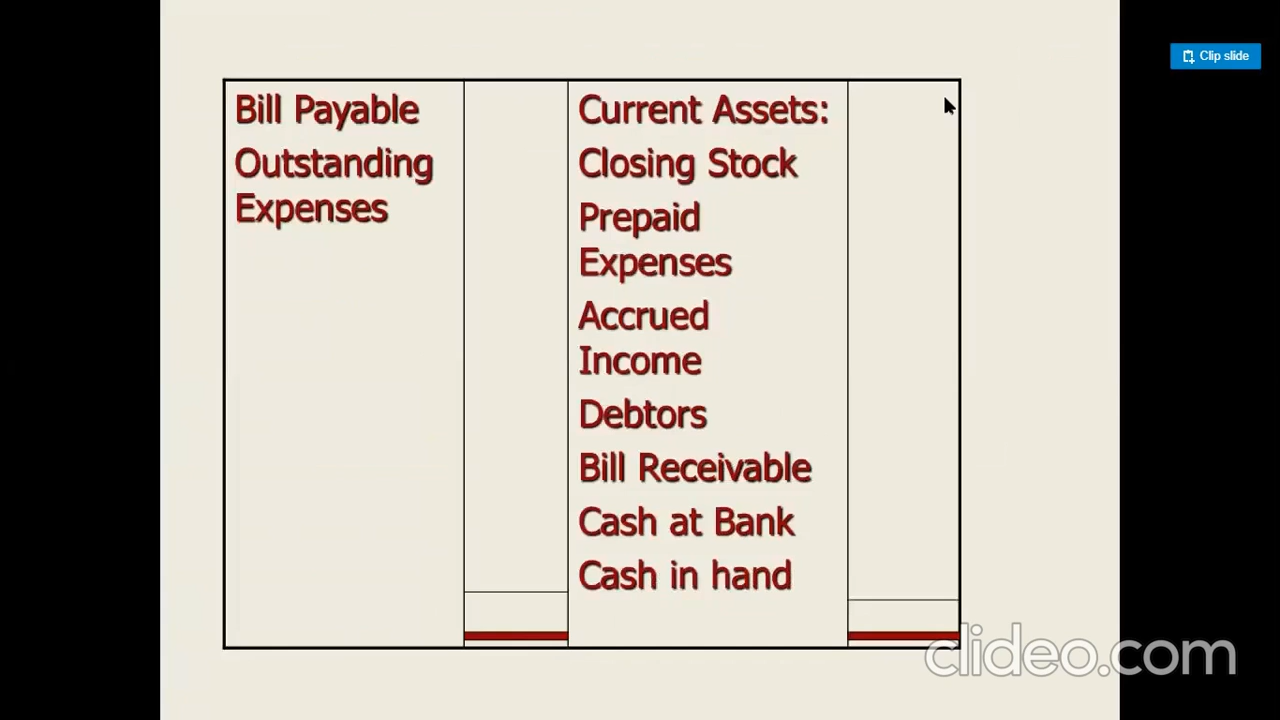 Clip slide
Bill Payable
Outstanding
Expenses
Current Assets:
Closing Stock
Prepaid
Expenses
Accrued
Income
Debtors
Bill Receivable
Cash at Bank
Cash in hand
clideo.com